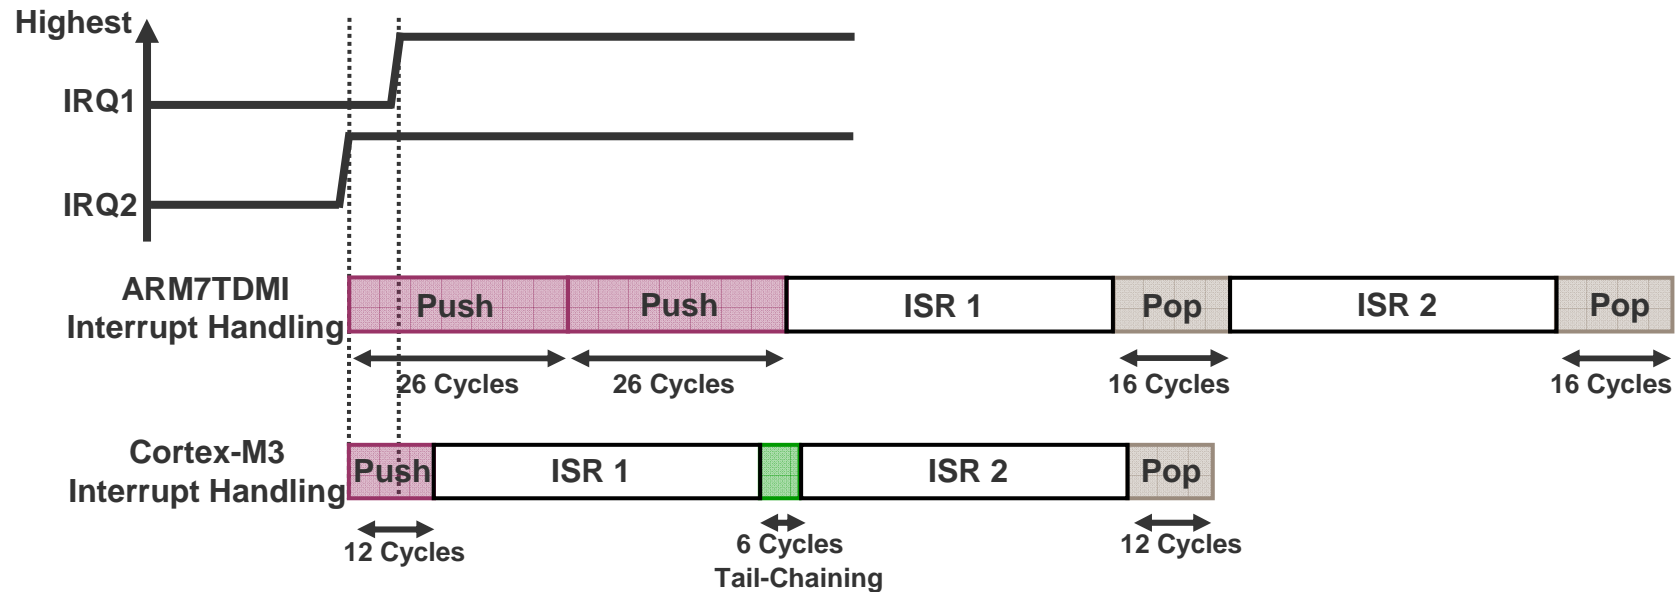 Highest
IRQ1
IRQ2
ARM7TDMI
Interrupt Handling
Push
Push
ISR 1
Pop
ISR 2
Pop
26 Cycles
26 Cycles
16 Cycles
16 Cycles
Cortex-M3
Interrupt Handling
Push
ISR 1
ISR 2
Pop
12 Cycles
6 Cycles
Tail-Chaining
12 Cycles